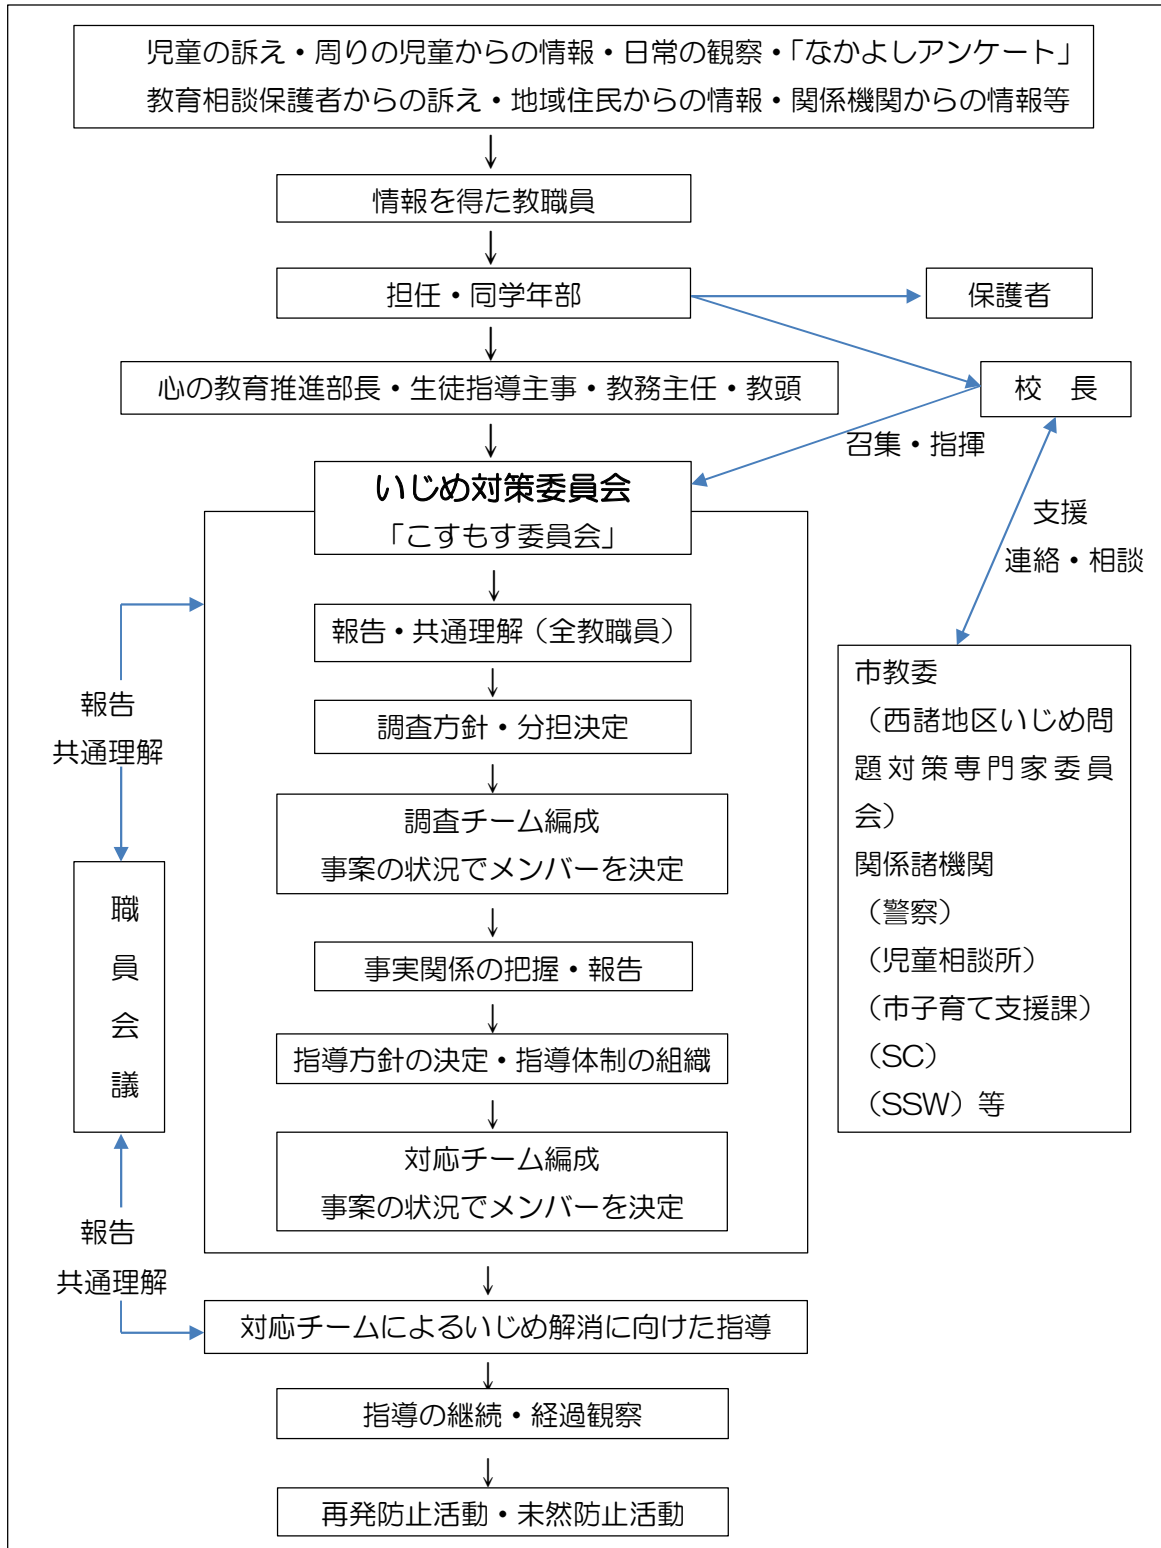 児童の訴え・周りの児童からの情報・日常の観察・「なかよしアンケート」
教育相談保護者からの訴え・地域住民からの情報・関係機関からの情報等
情報を得た教職員
担任・同学年部
保護者
心の教育推進部長・生徒指導主事・教務主任・教頭
校　長
召集・指揮
いじめ対策委員会
「こすもす委員会」
支援
連絡・相談
報告・共通理解（全教職員）
報告
共通理解
調査方針・分担決定
調査チーム編成
事案の状況でメンバーを決定
市教委
（西諸地区いじめ問
題対策専門家委員
会）
関係諸機関
（警察）
（児童相談所）
（市子育て支援課）
（SC）
（SSW）等
職
員
会
議
事実関係の把握・報告
指導方針の決定・指導体制の組織
対応チーム編成
事案の状況でメンバーを決定
報告
共通理解
対応チームによるいじめ解消に向けた指導
指導の継続・経過観察
再発防止活動・未然防止活動